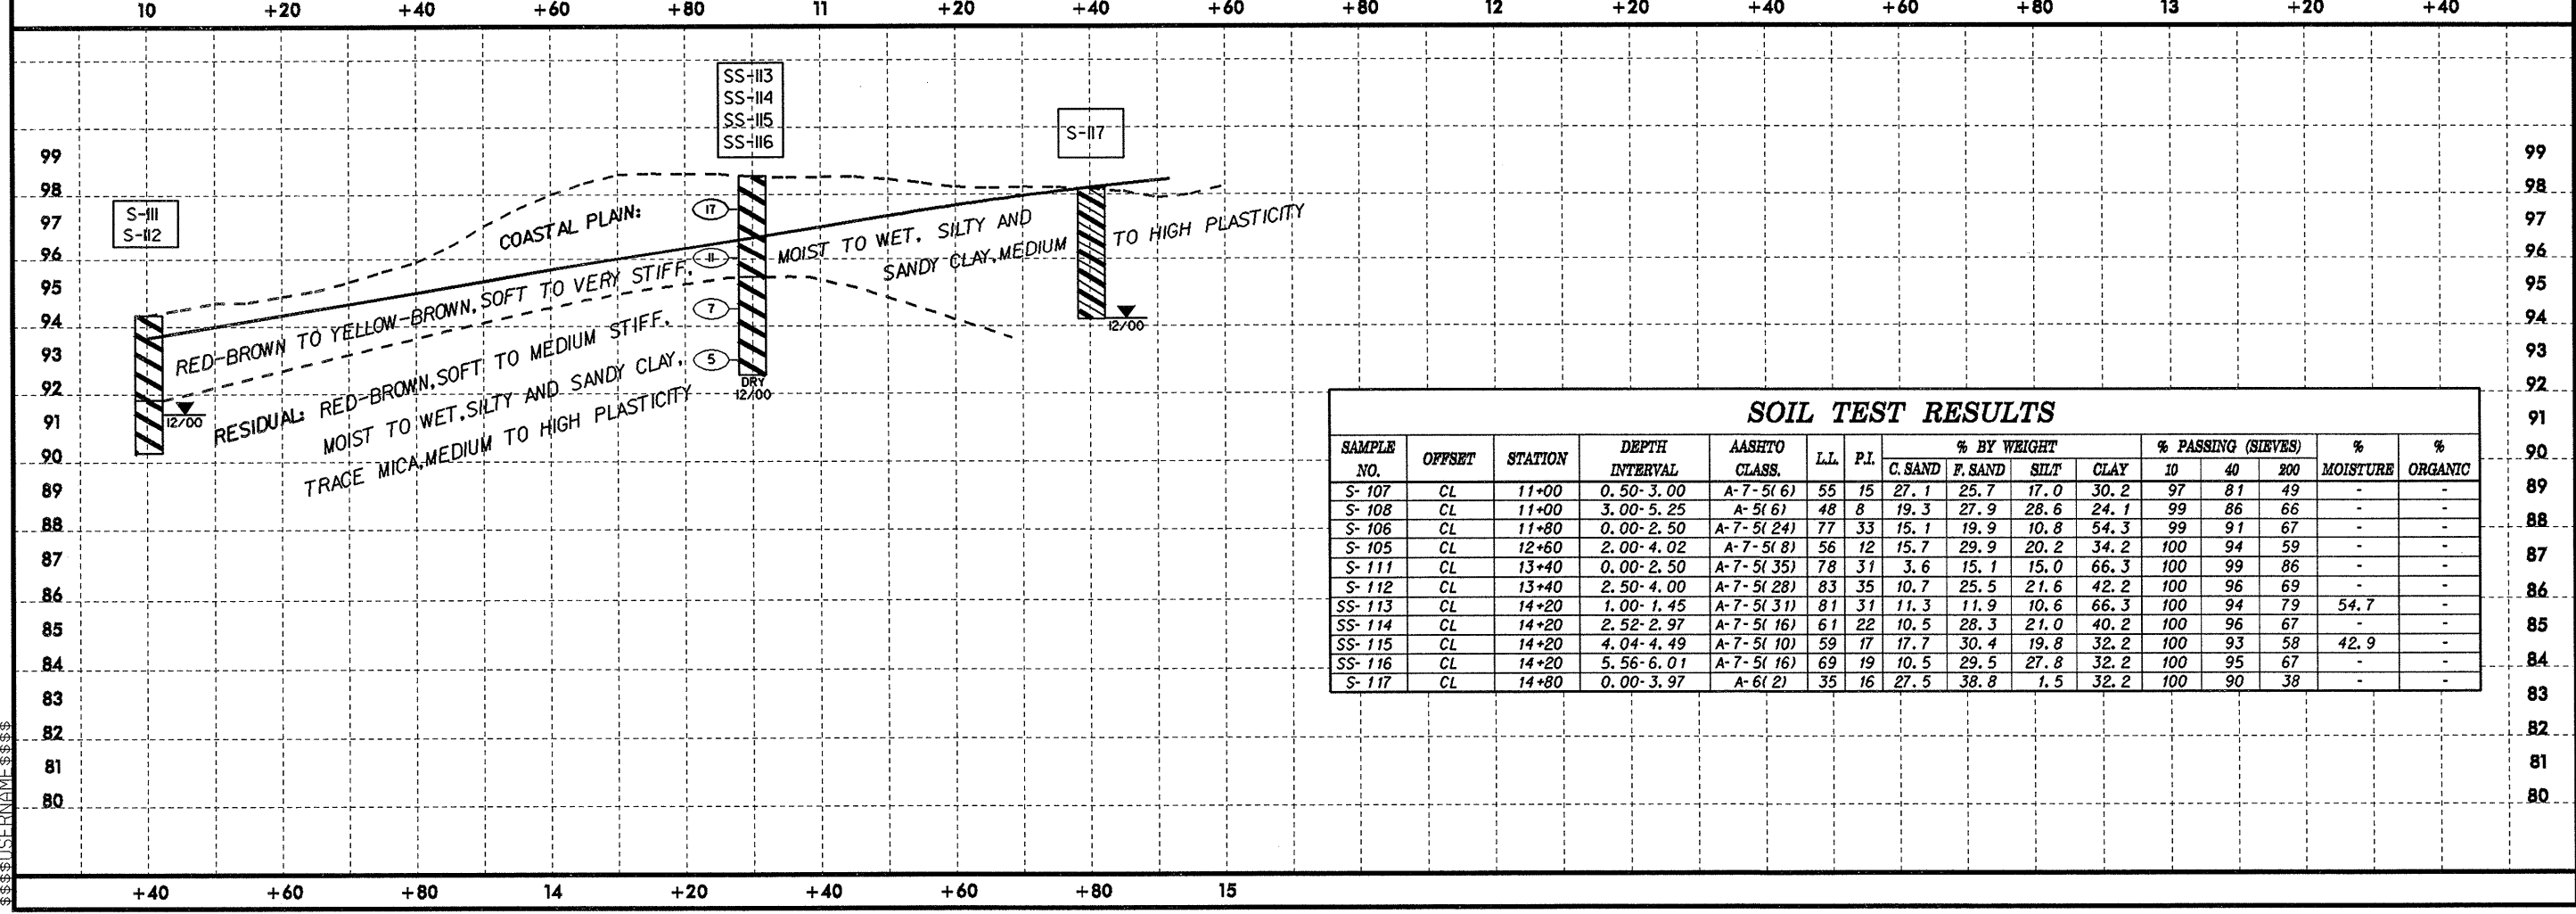 10 +20 +40 +60 +80 11 +20 +40 +60 +80 12 +20 +40 +60 +80 13 +20 +40
SS-113
SS-114
SS-115
SS-116
S-117
S-111
S-112
99 99
98 98
97 97
96 96
95 95
94 94
93 93
92 92
91 91
90 90
89 89
88 88
87 87
86 86
85 85
84 84
83 83
82 82
81 81
80 80
COASTAL PLAIN:
RED-BROWN TO YELLOW-BROWN, SOFT TO VERY STIFF,
MOIST TO WET, SILTY AND
SANDY CLAY, MEDIUM TO HIGH PLASTICITY
17
11
7
5
DRY
12/00
12/00
12/00
RESIDUAL: RED-BROWN, SOFT TO MEDIUM STIFF,
MOIST TO WET, SILTY AND SANDY CLAY,
TRACE MICA, MEDIUM TO HIGH PLASTICITY
SOIL TEST RESULTS
SAMPLE NO. OFFSET STATION DEPTH INTERVAL AASHTO CLASS. L.L. P.I. % BY WEIGHT % PASSING (SIEVES) % MOISTURE % ORGANIC
C. SAND F. SAND SILT CLAY 10 40 200
S-107 CL 11+00 0.50-3.00 A-7-5(6) 55 15 27.1 25.7 17.0 30.2 97 81 49 - -
S-108 CL 11+00 3.00-5.25 A-5(6) 48 8 19.3 27.9 28.6 24.1 99 86 66 - -
S-106 CL 11+80 0.00-2.50 A-7-5(24) 77 33 15.1 19.9 10.8 54.3 99 91 67 - -
S-105 CL 12+60 2.00-4.02 A-7-5(8) 56 12 15.7 29.9 20.2 34.2 100 94 59 - -
S-111 CL 13+40 0.00-2.50 A-7-5(35) 78 31 3.6 15.1 15.0 66.3 100 99 86 - -
S-112 CL 13+40 2.50-4.00 A-7-5(28) 83 35 10.7 25.5 21.6 42.2 100 96 69 - -
SS-113 CL 14+20 1.00-1.45 A-7-5(31) 81 31 11.3 11.9 10.6 66.3 100 94 79 54.7 -
SS-114 CL 14+20 2.52-2.97 A-7-5(16) 61 22 10.5 28.3 21.0 40.2 100 96 67 - -
SS-115 CL 14+20 4.04-4.49 A-7-5(10) 59 17 17.7 30.4 19.8 32.2 100 93 58 42.9 -
SS-116 CL 14+20 5.56-6.01 A-7-5(16) 69 19 10.5 29.5 27.8 32.2 100 95 67 - -
S-117 CL 14+80 0.00-3.97 A-6(2) 35 16 27.5 38.8 1.5 32.2 100 90 38 - -
+40 +60 +80 14 +20 +40 +60 +80 15